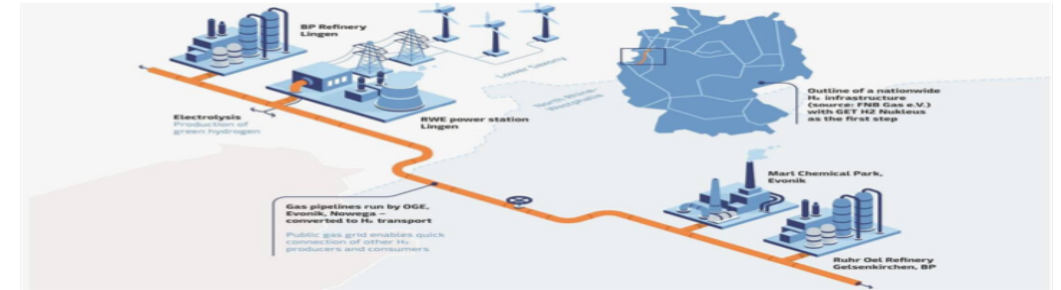 BP Refinery
Lingen
Lower Saxony
North Rhine-
Westphalia
Outline of a nationwide
H₂ infrastructure
(source: FNB Gas e.V.)
with GET H2 Nukleus
as the first step
Electrolysis
Production of
green hydrogen
RWE power station
Lingen
Marl Chemical Park,
Evonik
Gas pipelines run by OGE,
Evonik, Nowega –
converted to H₂ transport
Public gas grid enables quick
connection of other H₂
producers and consumers
Ruhr Oel Refinery
Gelsenkirchen, BP